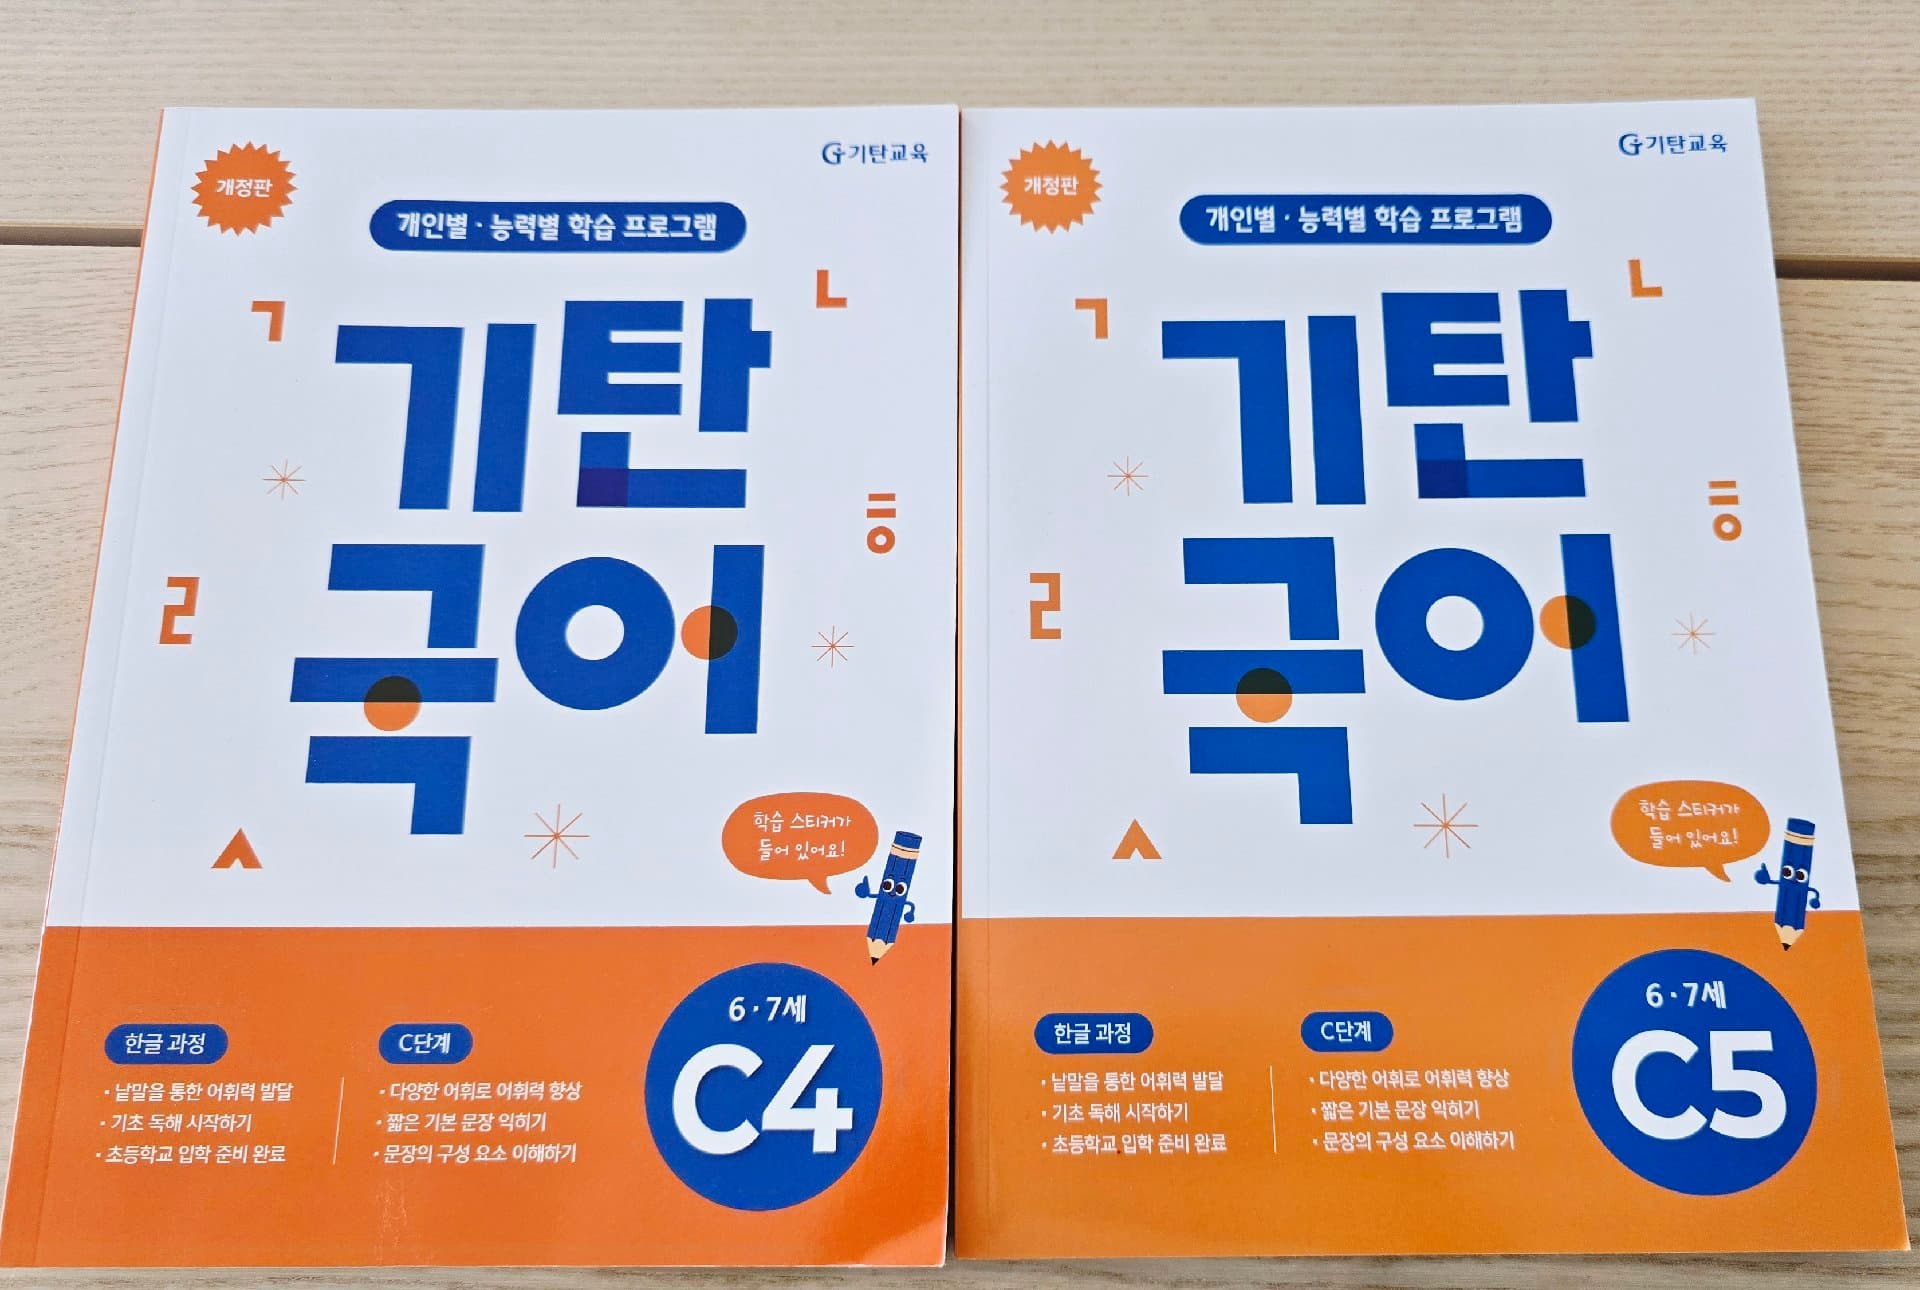 개정판
G 기탄교육
개인별 · 능력별 학습 프로그램
ㄱ
ㄴ
기탄
국어
ㄹ
ㅎ
ㅅ
학습 스티커가
들어 있어요!
한글 과정
· 낱말을 통한 어휘력 발달
· 기초 독해 시작하기
· 초등학교 입학 준비 완료
C단계
· 다양한 어휘로 어휘력 향상
· 짧은 기본 문장 익히기
· 문장의 구성 요소 이해하기
6 · 7세
C4
개정판
G 기탄교육
개인별 · 능력별 학습 프로그램
ㄱ
ㄴ
기탄
국어
ㄹ
ㅎ
ㅅ
학습 스티커가
들어 있어요!
한글 과정
· 낱말을 통한 어휘력 발달
· 기초 독해 시작하기
· 초등학교 입학 준비 완료
C단계
· 다양한 어휘로 어휘력 향상
· 짧은 기본 문장 익히기
· 문장의 구성 요소 이해하기
6 · 7세
C5